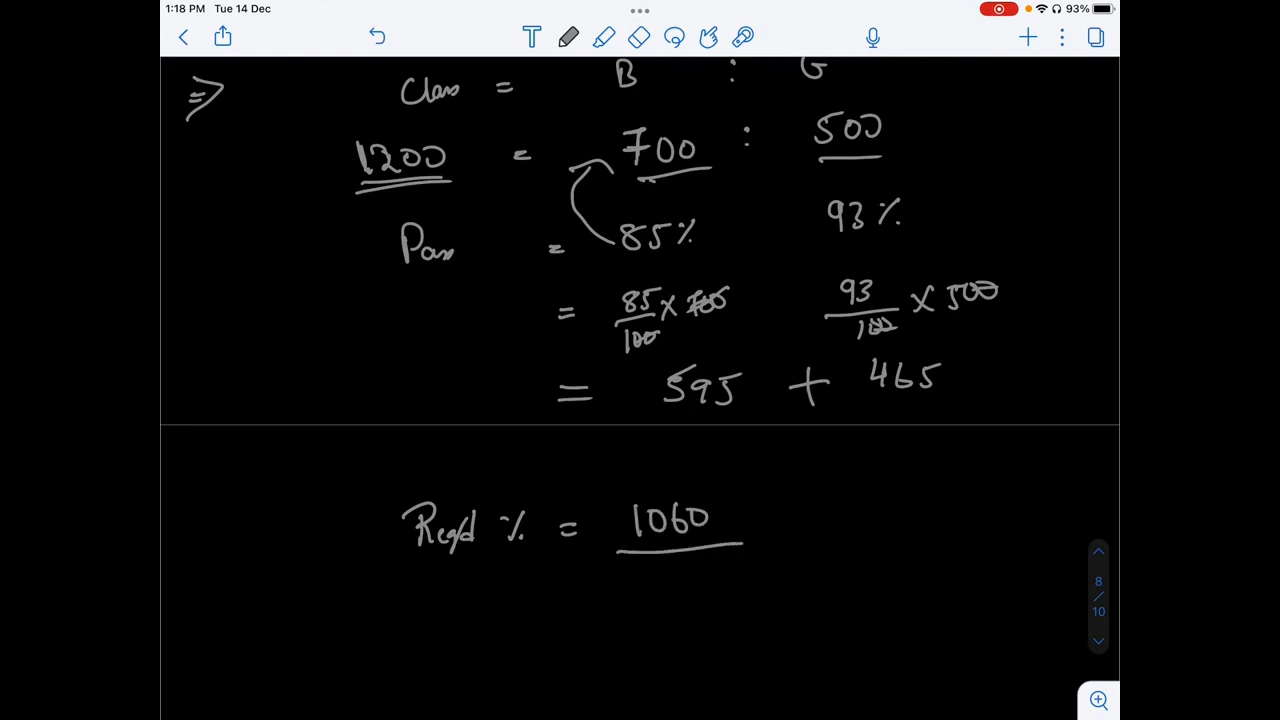 1:18 PM Tue 14 Dec 93%
T
⇒ Class = B : G
1200 = 700 : 500
Pass = 85% 93%
= 85/100 × 700 93/100 × 500
= 595 + 465
Req/d % = 1060
8
/
10